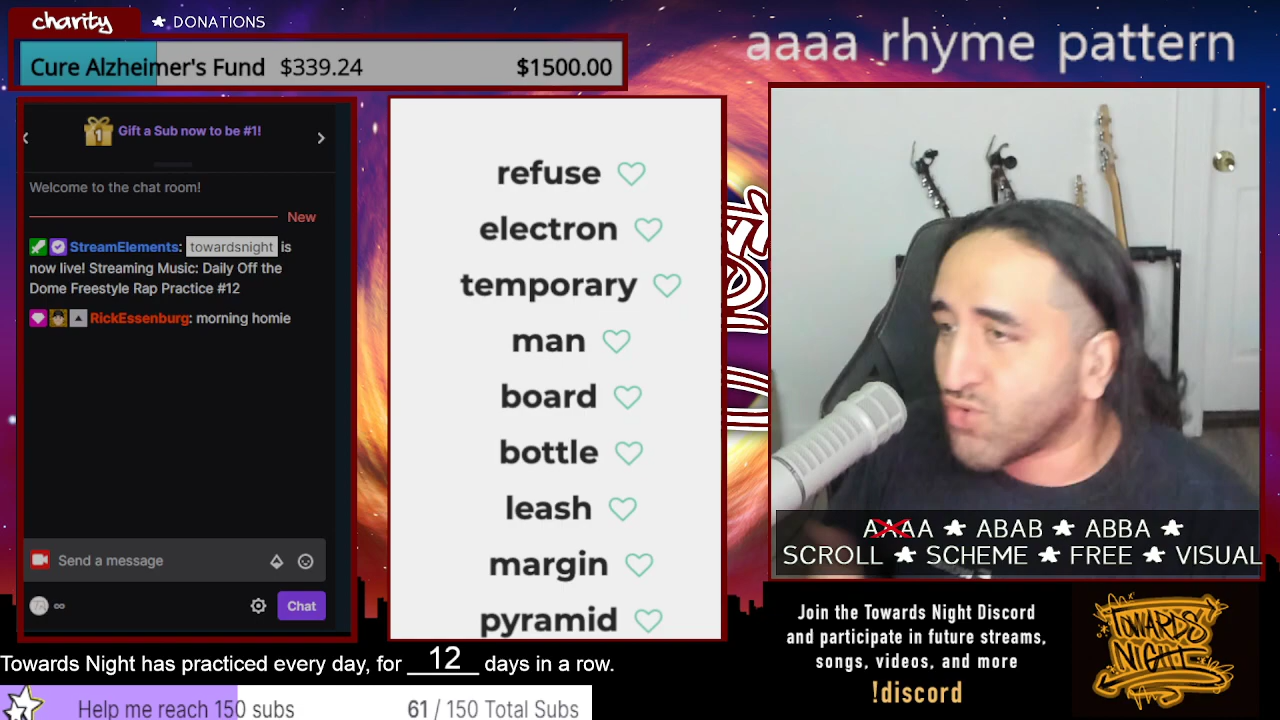 charity
DONATIONS
aaaa rhyme pattern
Cure Alzheimer's Fund $339.24 $1500.00
1 Gift a Sub now to be #1!
Welcome to the chat room!
New
StreamElements: towardsnight is
now live! Streaming Music: Daily Off the
Dome Freestyle Rap Practice #12
RickEssenburg: morning homie
Send a message
Chat
refuse
electron
temporary
man
board
bottle
leash
margin
pyramid
AAAA ABAB ABBA
SCROLL SCHEME FREE VISUAL
Towards Night has practiced every day, for 12 days in a row.
Help me reach 150 subs 61 / 150 Total Subs
Join the Towards Night Discord
and participate in future streams,
songs, videos, and more
!discord
TOWARDS
NIGHT